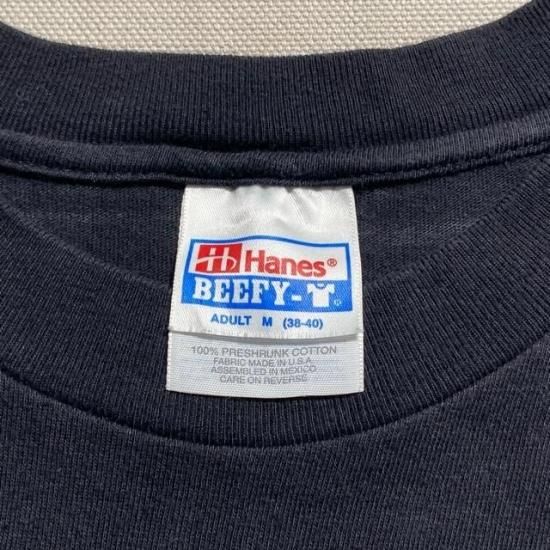 Hanes®
BEEFY-T®
ADULT M (38-40)
100% PRESHRUNK COTTON
FABRIC MADE IN U.S.A.
ASSEMBLED IN MEXICO
CARE ON REVERSE